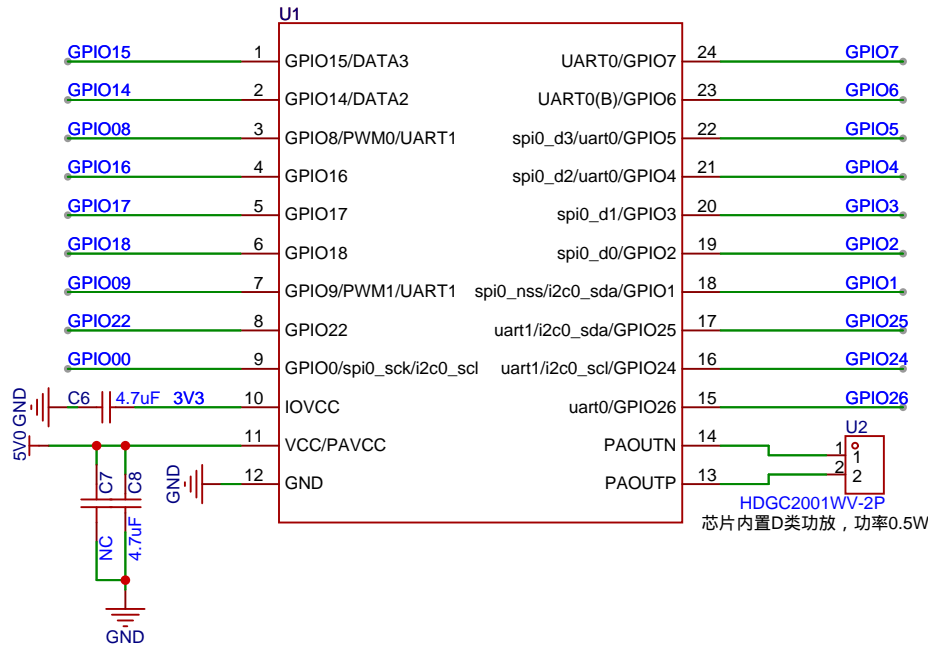 U1
GPIO15 1 GPIO15/DATA3 UART0/GPIO7 24 GPIO7
GPIO14 2 GPIO14/DATA2 UART0(B)/GPIO6 23 GPIO6
GPIO08 3 GPIO8/PWM0/UART1 spi0_d3/uart0/GPIO5 22 GPIO5
GPIO16 4 GPIO16 spi0_d2/uart0/GPIO4 21 GPIO4
GPIO17 5 GPIO17 spi0_d1/GPIO3 20 GPIO3
GPIO18 6 GPIO18 spi0_d0/GPIO2 19 GPIO2
GPIO09 7 GPIO9/PWM1/UART1 spi0_nss/i2c0_sda/GPIO1 18 GPIO1
GPIO22 8 GPIO22 uart1/i2c0_sda/GPIO25 17 GPIO25
GPIO00 9 GPIO0/spi0_sck/i2c0_scl uart1/i2c0_scl/GPIO24 16 GPIO24
GND C6 4.7uF 3V3 10 IOVCC uart0/GPIO26 15 GPIO26
5V0 11 VCC/PAVCC PAOUTN 14 U2 1 1
GND 12 GND PAOUTP 13 2 2
C7 C8
HDGC2001WV-2P
芯片内置D类功放，功率0.5W
NC 4.7uF
GND